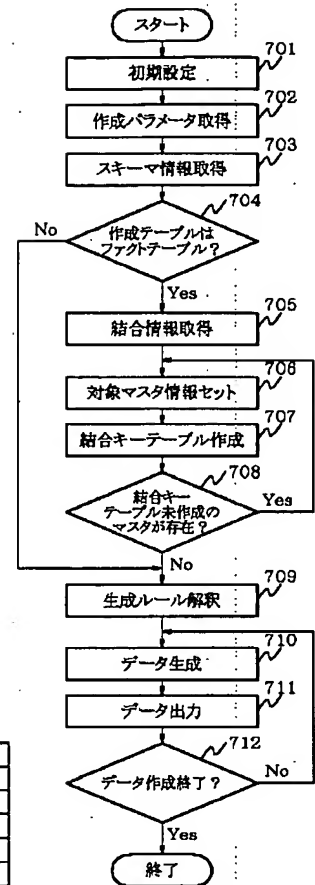 スタート
701
初期設定
702
作成パラメータ取得
703
スキーマ情報取得
704
作成テーブルは
ファクトテーブル?
No
Yes
705
結合情報取得
706
対象マスタ情報セット
707
結合キーテーブル作成
708
結合キー
テーブル未作成の
マスタが存在?
Yes
No
709
生成ルール解釈
710
データ生成
711
データ出力
712
データ作成終了?
No
Yes
終了